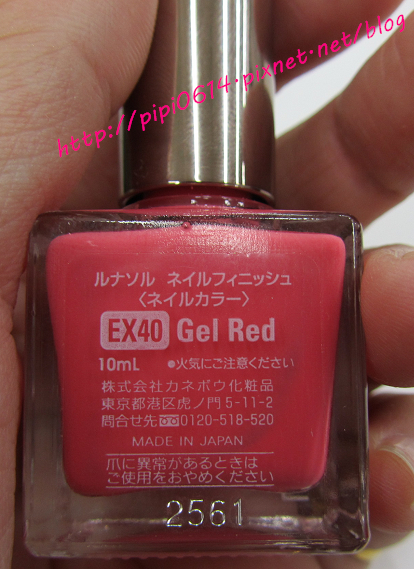 http://pipi0614.pixnet.net/blog
ルナソル ネイルフィニッシュ
〈ネイルカラー〉
EX40 Gel Red
10mL ●火気にご注意ください
株式会社カネボウ化粧品
東京都港区虎ノ門5-11-2
問合せ先 0120-518-520
MADE IN JAPAN
爪に異常があるときは
ご使用をおやめください
2561